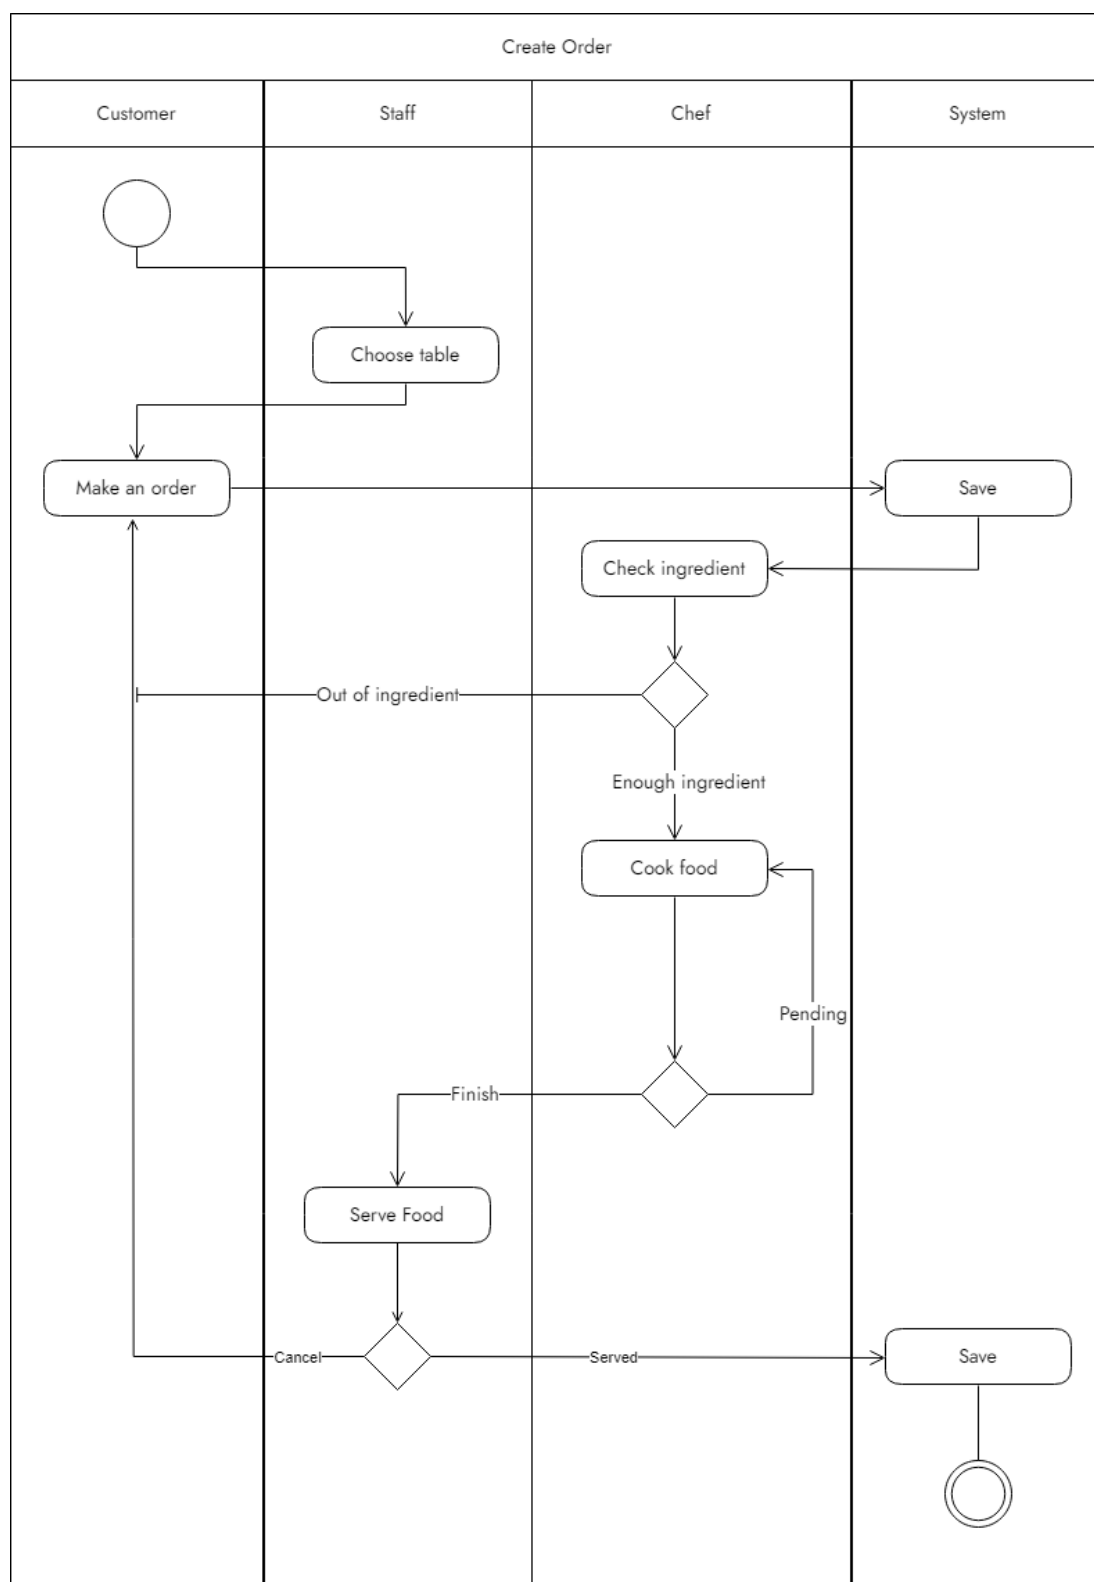 Create Order
Customer
Staff
Chef
System
Choose table
Make an order
Save
Check ingredient
Out of ingredient
Enough ingredient
Cook food
Pending
Finish
Serve Food
Cancel
Served
Save